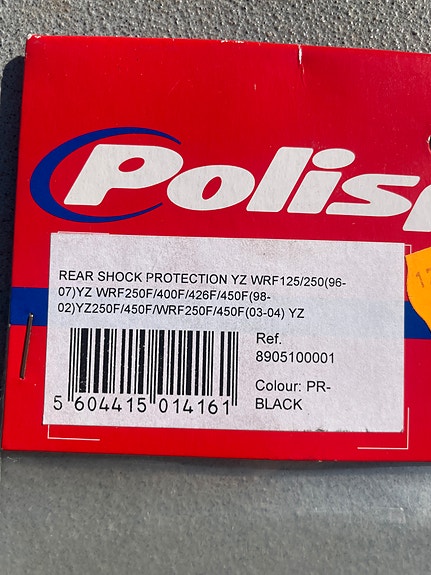 Polisp
REAR SHOCK PROTECTION YZ WRF125/250(96-
07)YZ WRF250F/400F/426F/450F(98-
02)YZ250F/450F/WRF250F/450F(03-04) YZ
Ref.
8905100001
Colour: PR-
BLACK
5 604415 014161